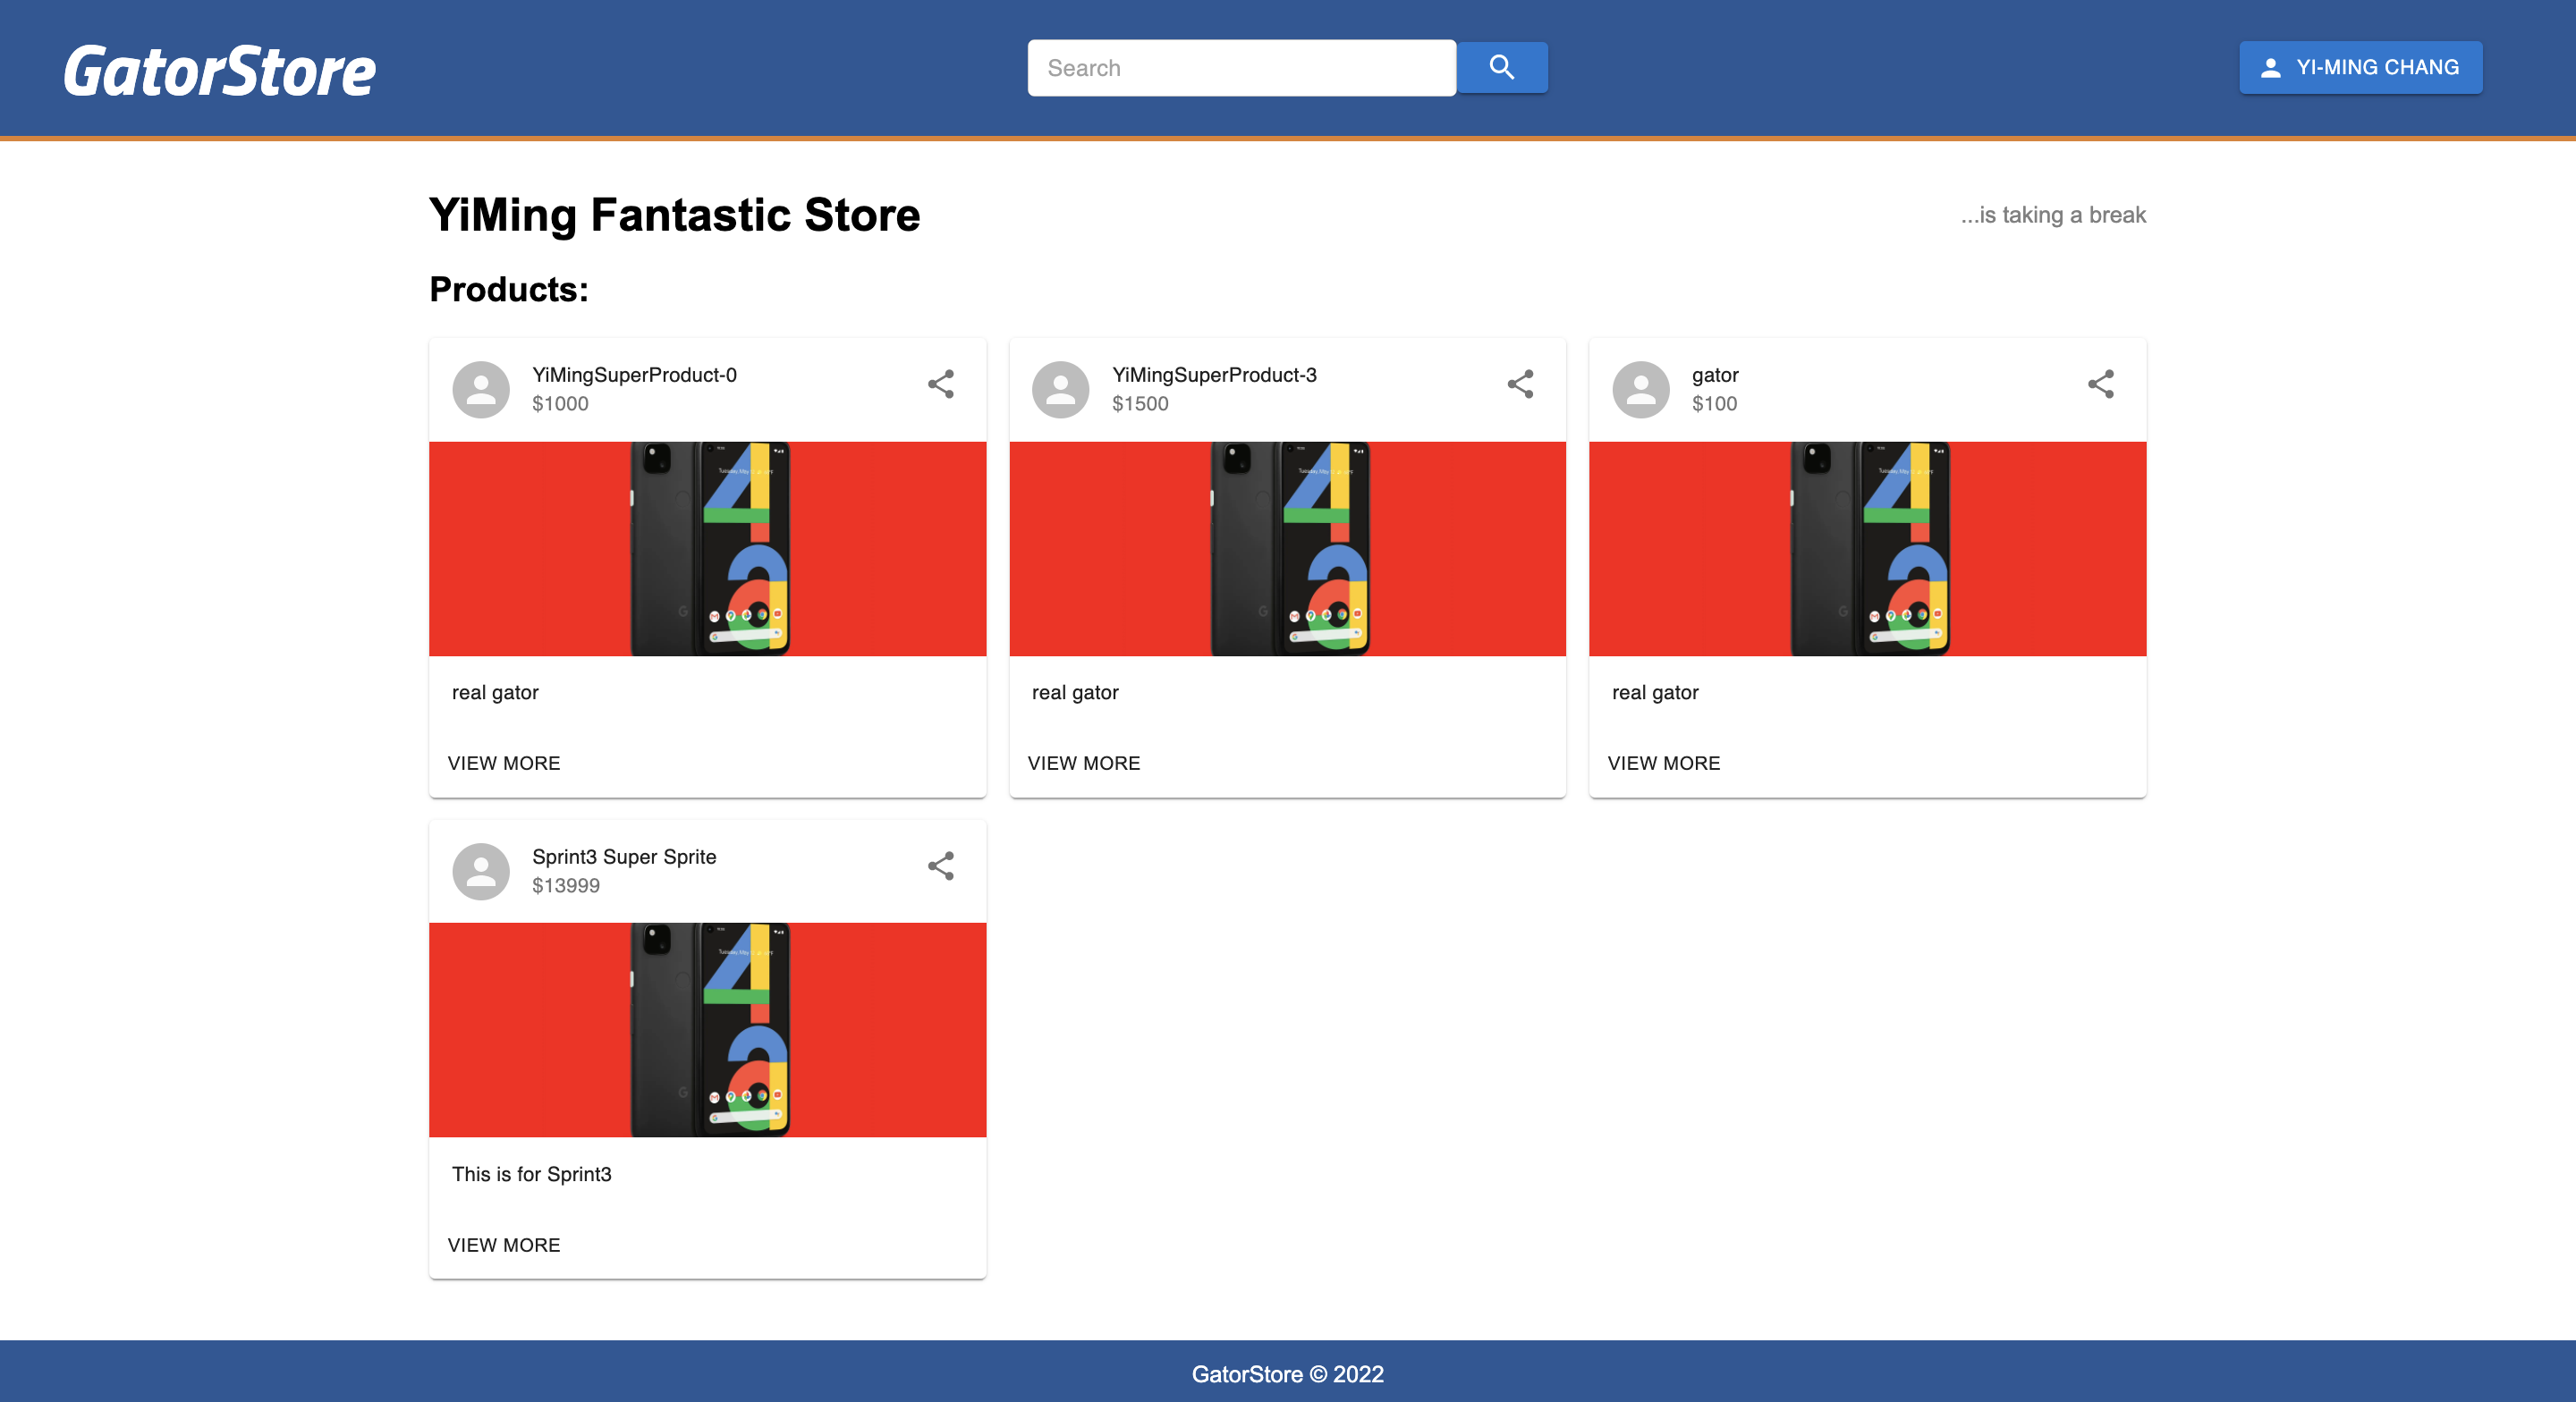 GatorStore
Search
YI-MING CHANG
YiMing Fantastic Store
...is taking a break
Products:
YiMingSuperProduct-0
$1000
real gator
VIEW MORE
YiMingSuperProduct-3
$1500
real gator
VIEW MORE
gator
$100
real gator
VIEW MORE
Sprint3 Super Sprite
$13999
This is for Sprint3
VIEW MORE
GatorStore © 2022